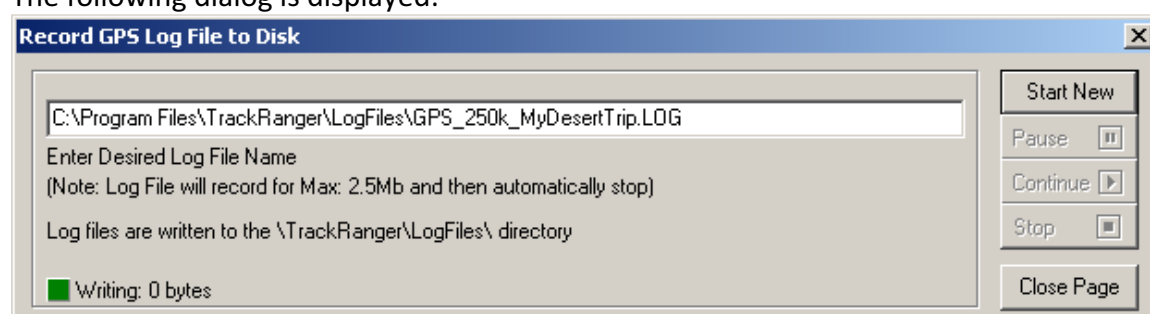 The following dialog is displayed:
Record GPS Log File to Disk
C:\Program Files\TrackRanger\LogFiles\GPS_250k_MyDesertTrip.LOG
Enter Desired Log File Name
(Note: Log File will record for Max: 2.5Mb and then automatically stop)
Log files are written to the \TrackRanger\LogFiles\ directory
Writing: 0 bytes
Start New
Pause
Continue
Stop
Close Page